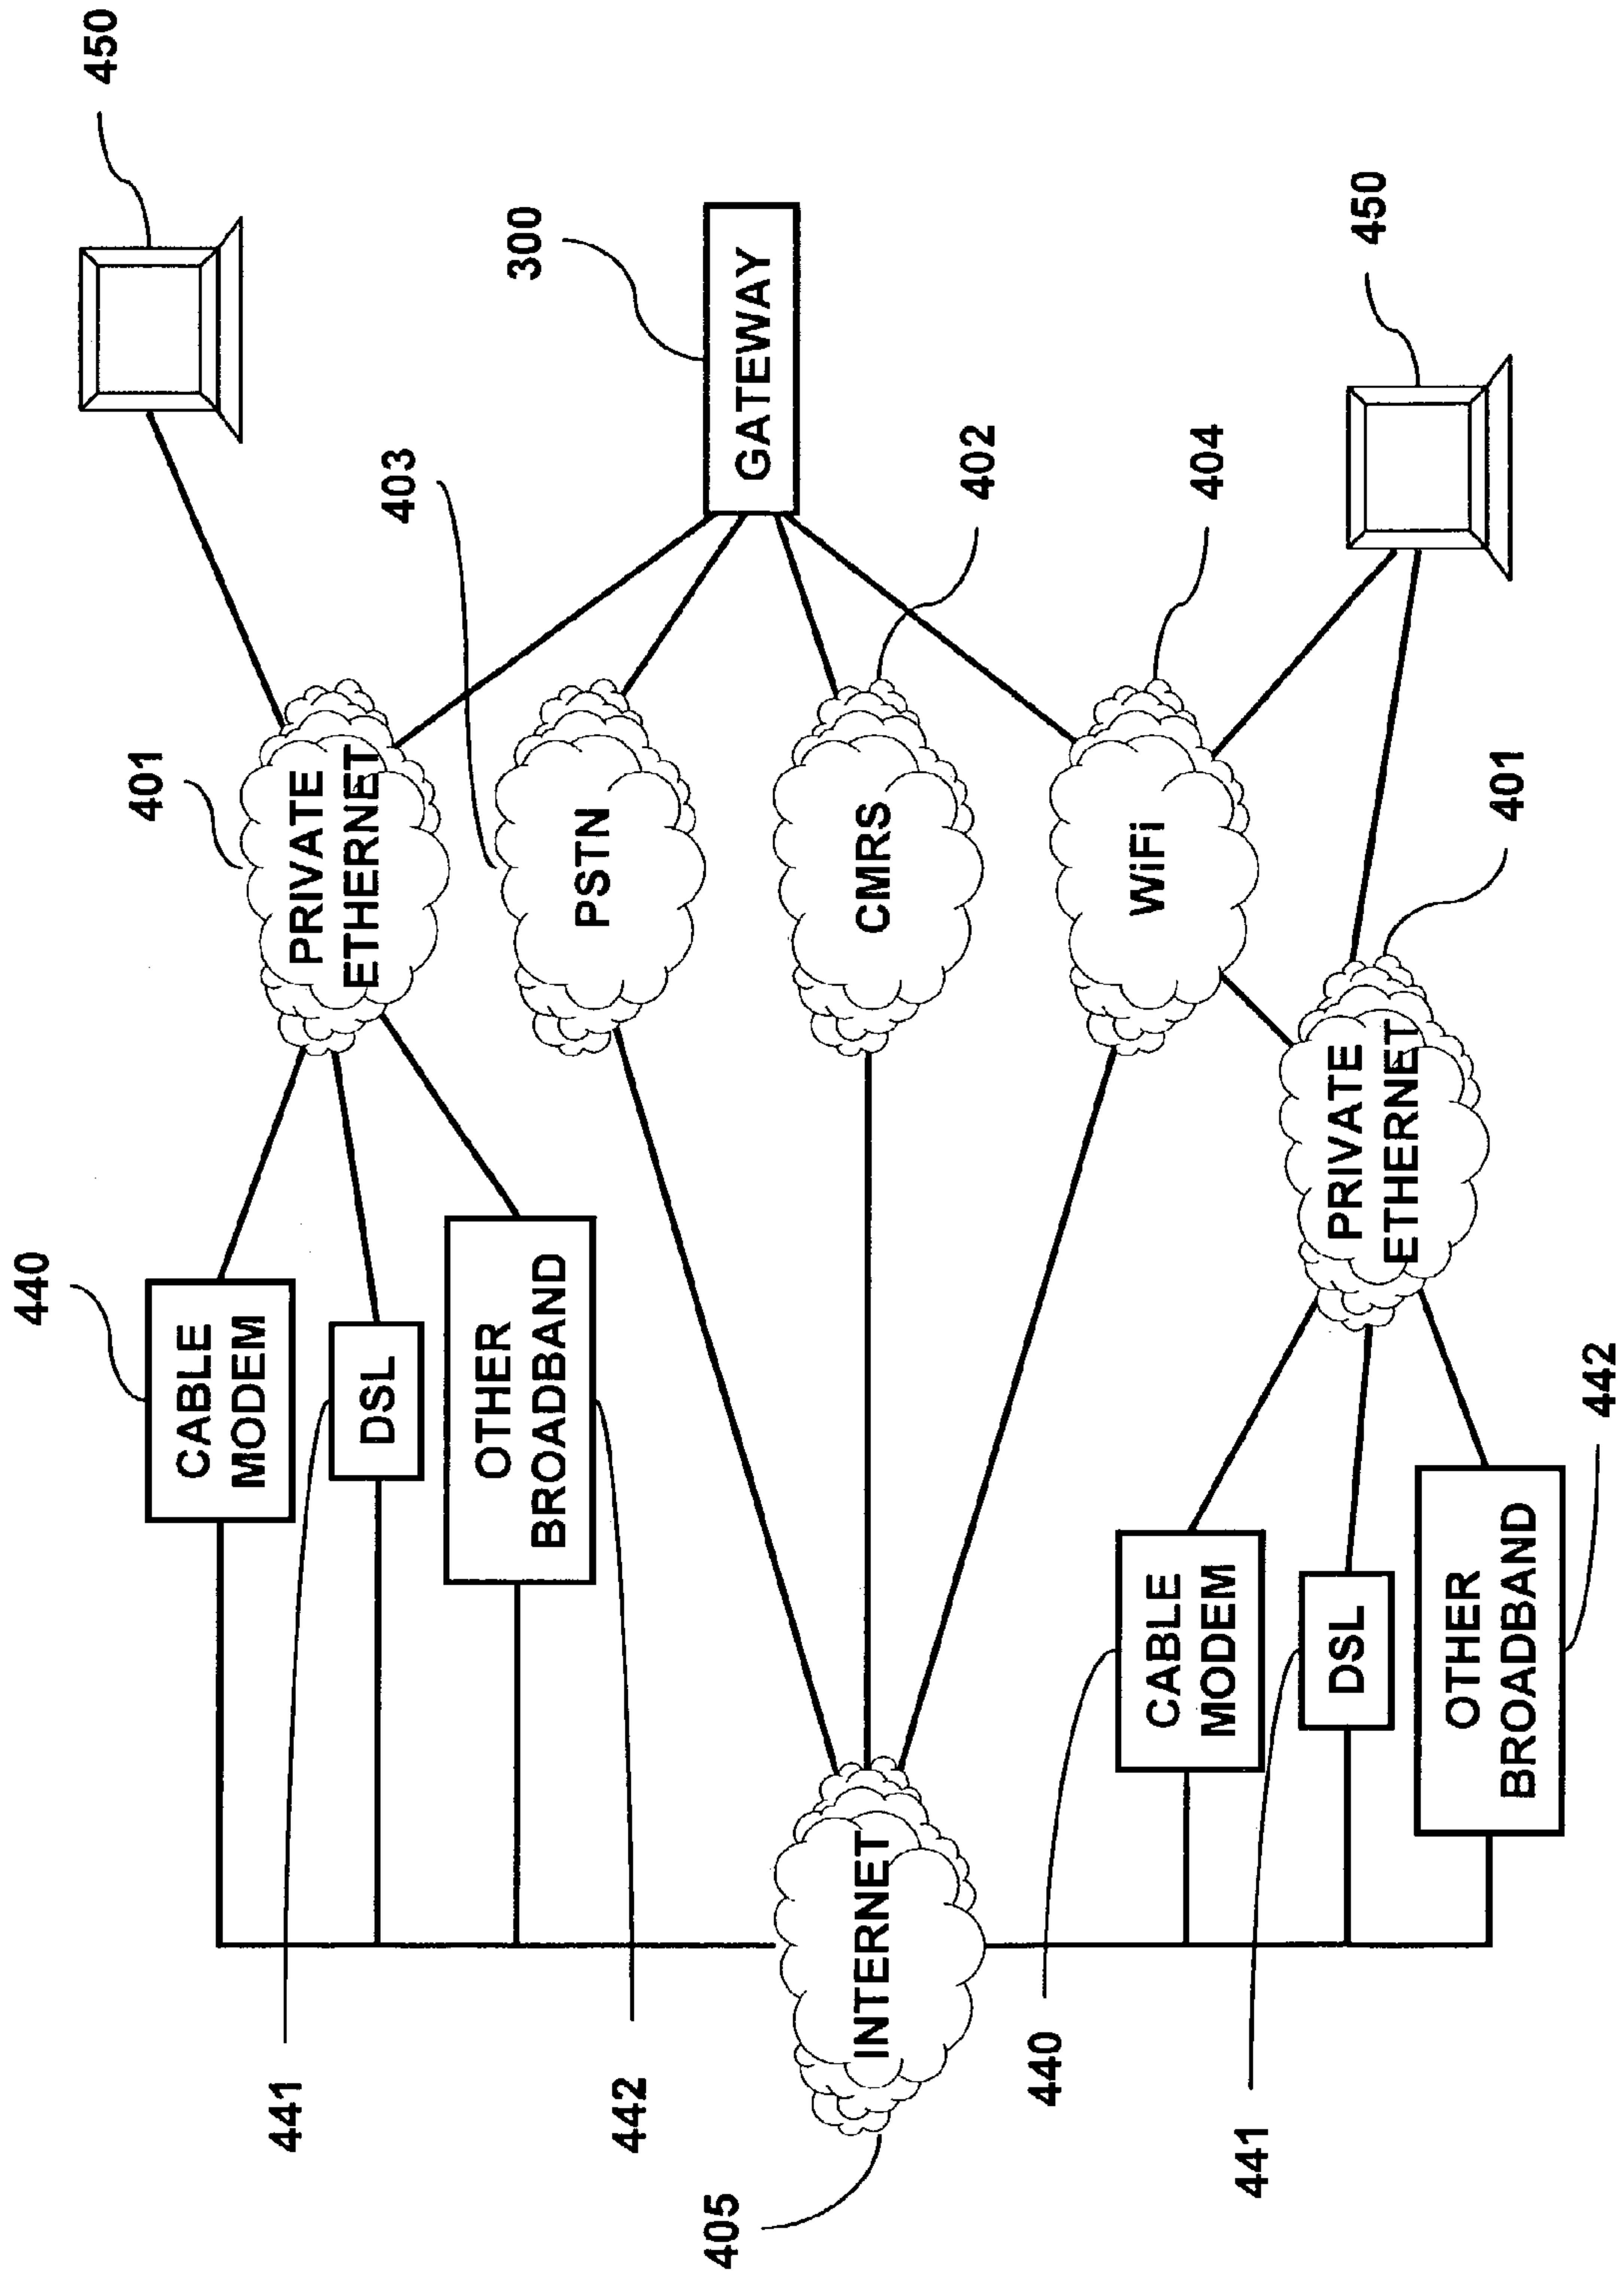 450
440
401
CABLE
MODEM
PRIVATE
ETHERNET
441
DSL
403
OTHER
BROADBAND
300
PSTN
442
405
GATEWAY
INTERNET
CMRS
402
440
WiFi
404
CABLE
MODEM
441
DSL
PRIVATE
ETHERNET
450
OTHER
BROADBAND
401
442